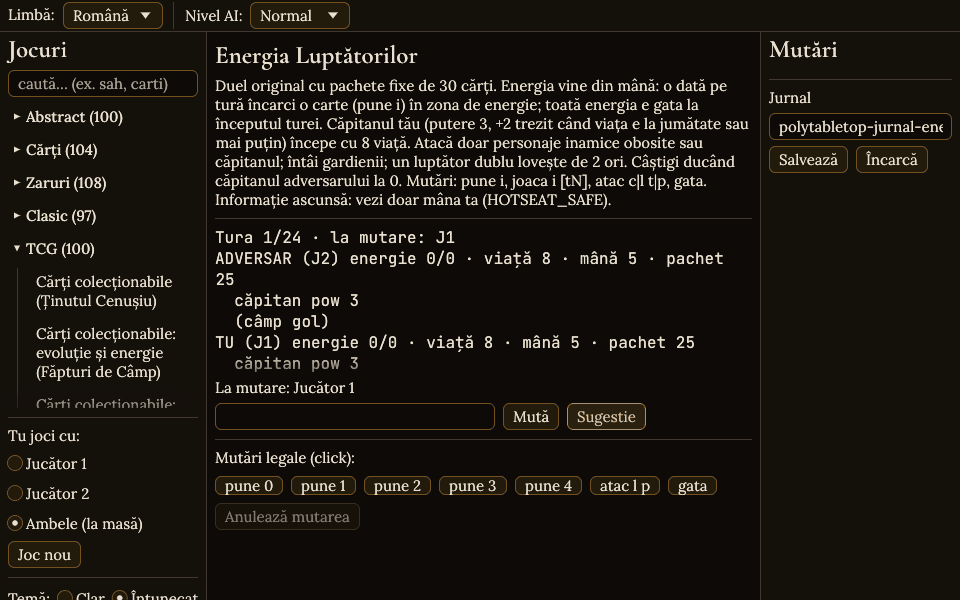 Limbă: Română ▼ Nivel AI: Normal ▼
Jocuri
caută... (ex. sah, carti)
▸ Abstract (100)
▸ Cărți (104)
▸ Zaruri (108)
▸ Clasic (97)
▾ TCG (100)
Cărți colecționabile
(Ținutul Cenușiu)
Cărți colecționabile:
evoluție și energie
(Făpturi de Câmp)
Cărți colecționabile:
Tu joci cu:
Jucător 1
Jucător 2
Ambele (la masă)
Joc nou
Temă: Clar Întunecat
Energia Luptătorilor
Duel original cu pachete fixe de 30 cărți. Energia vine din mână: o dată pe
tură încarci o carte (pune i) în zona de energie; toată energia e gata la
începutul turei. Căpitanul tău (putere 3, +2 trezit când viața e la jumătate sau
mai puțin) începe cu 8 viață. Atacă doar personaje inamice obosite sau
căpitanul; întâi gardienii; un luptător dublu lovește de 2 ori. Câștigi ducând
căpitanul adversarului la 0. Mutări: pune i, joaca i [tN], atac c|l t|p, gata.
Informație ascunsă: vezi doar mâna ta (HOTSEAT_SAFE).
Tura 1/24 · la mutare: J1
ADVERSAR (J2) energie 0/0 · viață 8 · mână 5 · pachet
25
căpitan pow 3
(câmp gol)
TU (J1) energie 0/0 · viață 8 · mână 5 · pachet 25
căpitan pow 3
La mutare: Jucător 1
Mută Sugestie
Mutări legale (click):
pune 0 pune 1 pune 2 pune 3 pune 4 atac l p gata
Anulează mutarea
Mutări
Jurnal
polytabletop-jurnal-ene
Salvează Încarcă